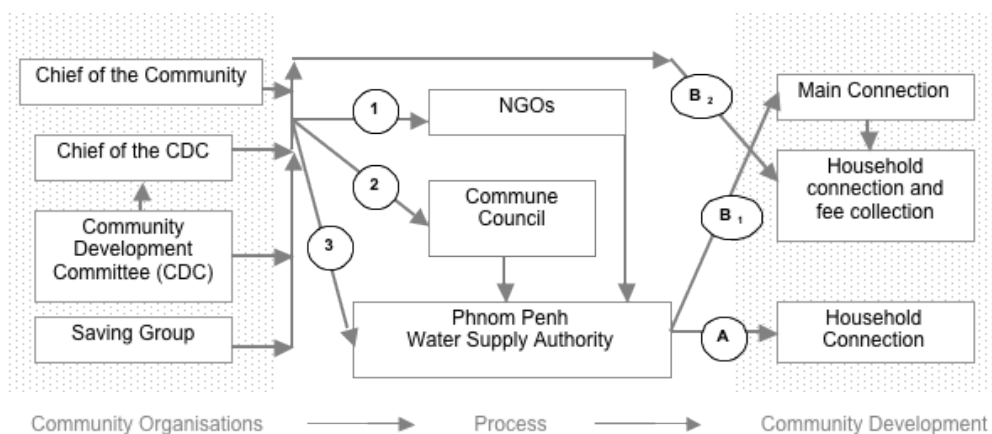 Chief of the Community
Chief of the CDC
Community
Development
Committee (CDC)
Saving Group
1
2
3
NGOs
Commune
Council
Phnom Penh
Water Supply Authority
B 2
B 1
A
Main Connection
Household
connection and
fee collection
Household
Connection
Community Organisations
Process
Community Development